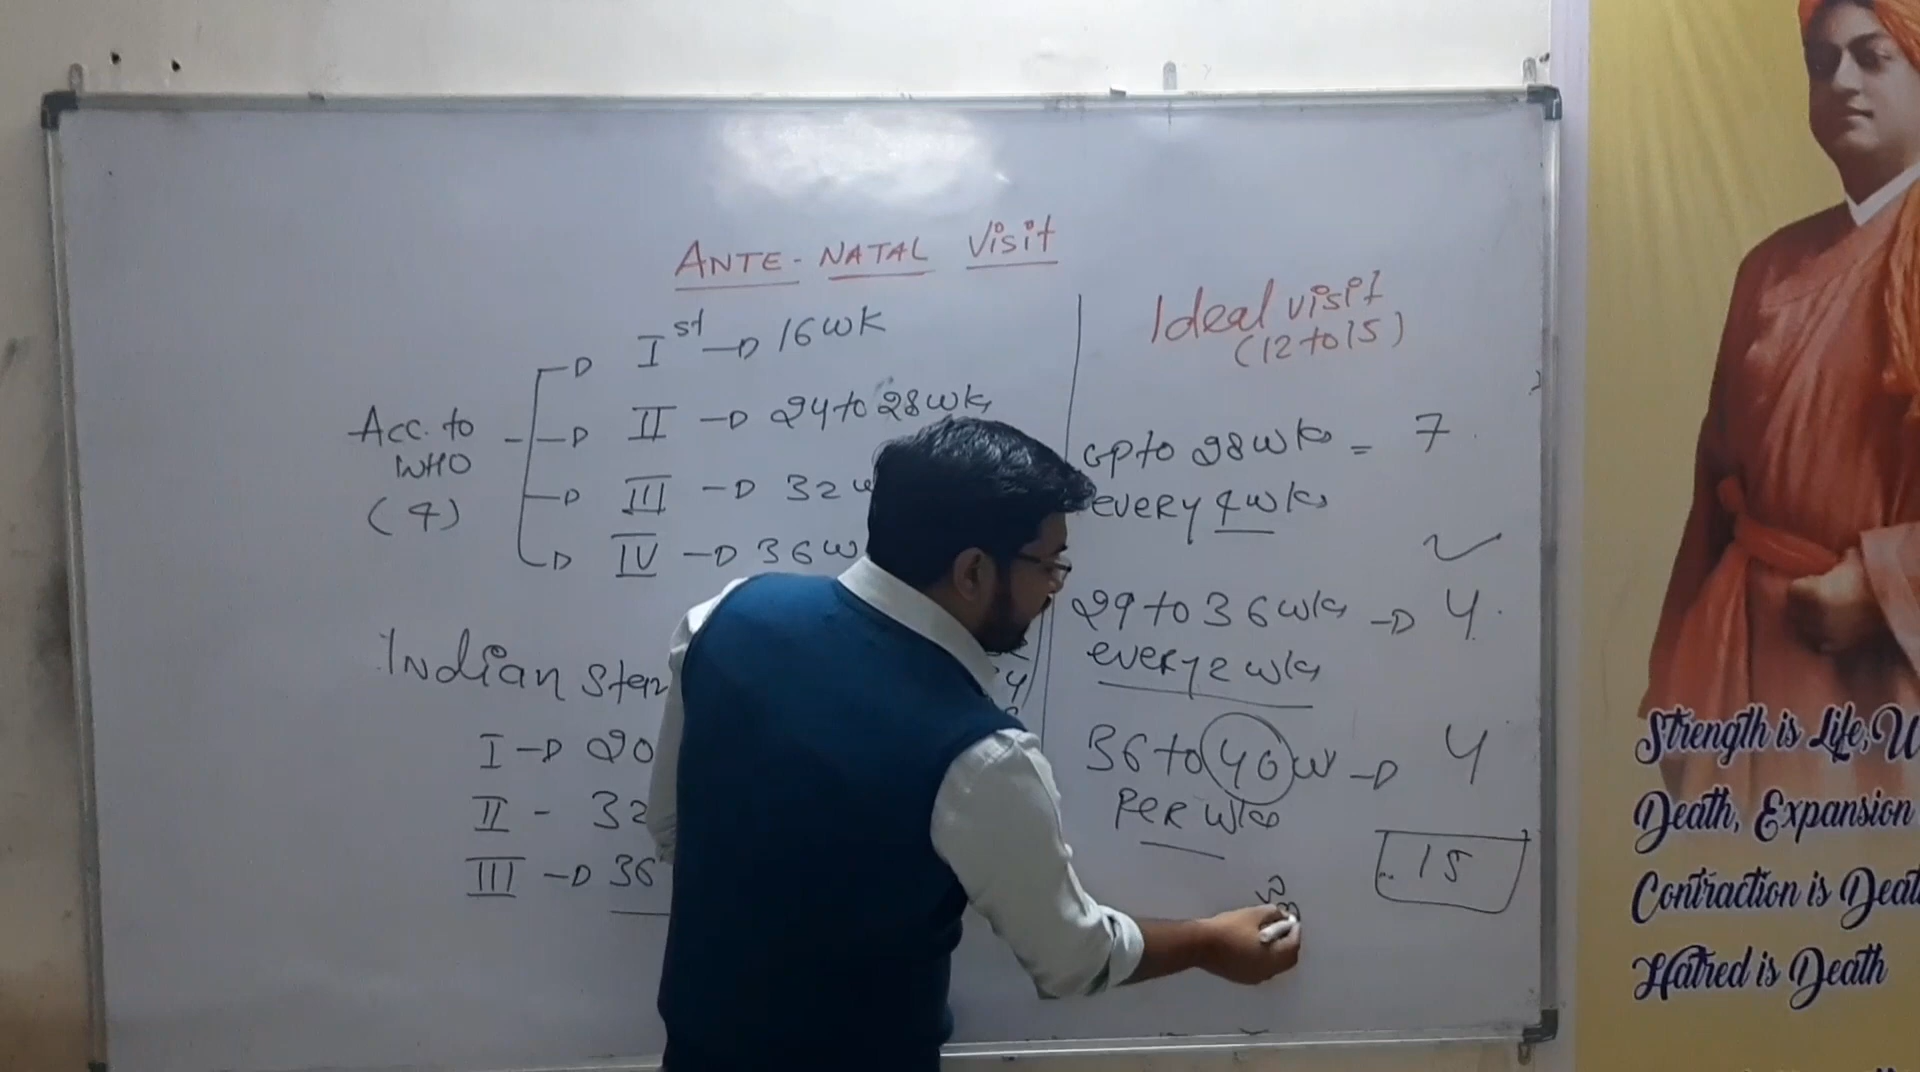 ANTE-NATAL Visit
Acc. to
WHO
(4)
Ist → 16 wk
II → 24 to 28 wks
III → 32 w
IV → 36 w
Indian
I → 20
II - 32
III → 36
Ideal visit
(12 to 15)
upto 28 wks = 7
every 4 wks
29 to 36 wks → 4
every 2 wks
36 to 40 w → 4
PER wks
15
Strength is Life, W
Death, Expansion
Contraction is Deat
Hatred is Death